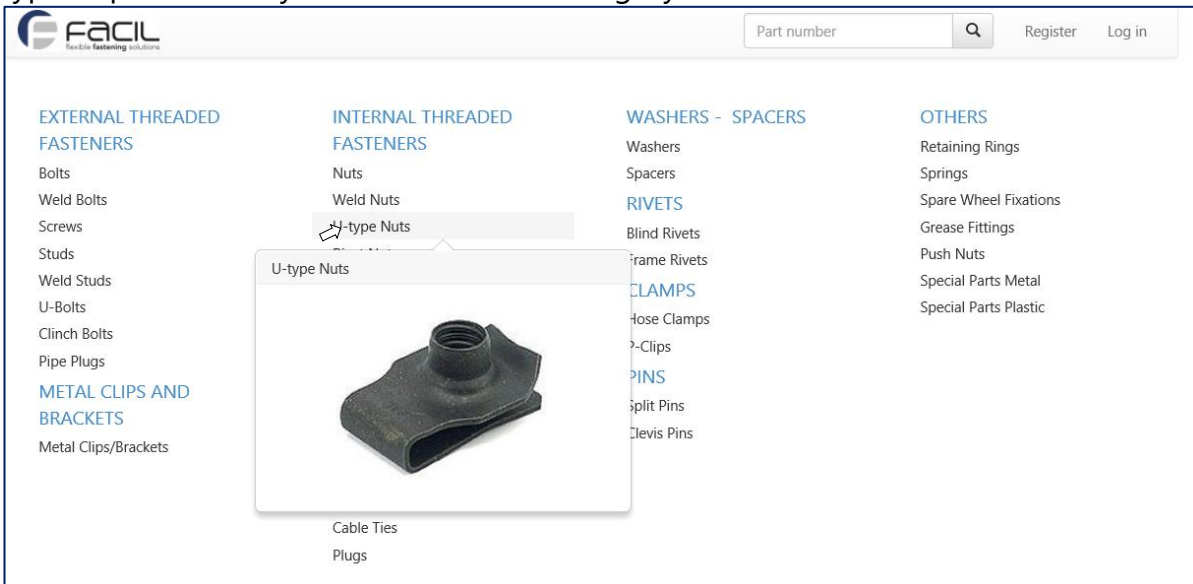 FACIL
flexible fastening solutions
Part number
Register
Log in
EXTERNAL THREADED
FASTENERS
Bolts
Weld Bolts
Screws
Studs
Weld Studs
U-Bolts
Clinch Bolts
Pipe Plugs
METAL CLIPS AND
BRACKETS
Metal Clips/Brackets
INTERNAL THREADED
FASTENERS
Nuts
Weld Nuts
U-type Nuts
U-type Nuts
Cable Ties
Plugs
WASHERS - SPACERS
Washers
Spacers
RIVETS
Blind Rivets
Frame Rivets
CLAMPS
Hose Clamps
P-Clips
PINS
Split Pins
Clevis Pins
OTHERS
Retaining Rings
Springs
Spare Wheel Fixations
Grease Fittings
Push Nuts
Special Parts Metal
Special Parts Plastic